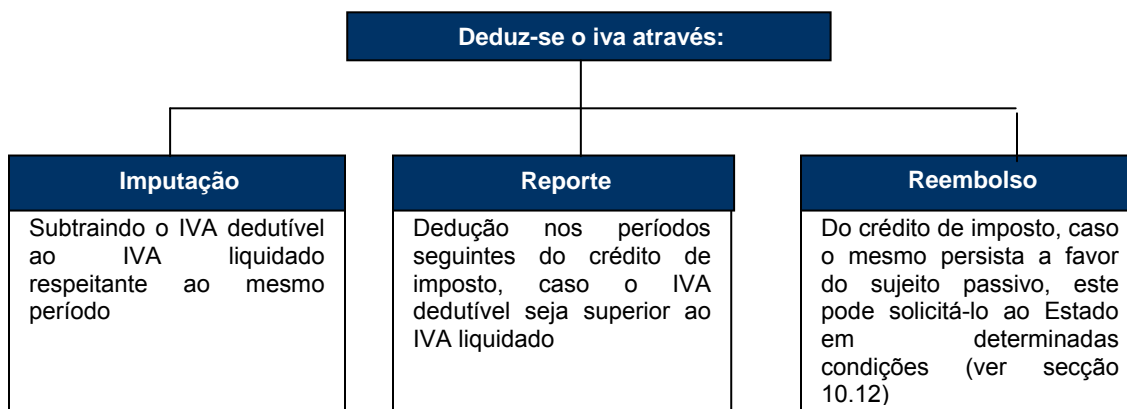 Deduz-se o iva através:
Imputação
Subtraindo o IVA dedutível
ao IVA liquidado
respeitante ao mesmo
período
Reporte
Dedução nos períodos
seguintes do crédito de
imposto, caso o IVA
dedutível seja superior ao
IVA liquidado
Reembolso
Do crédito de imposto, caso
o mesmo persista a favor
do sujeito passivo, este
pode solicitá-lo ao Estado
em determinadas
condições (ver secção
10.12)